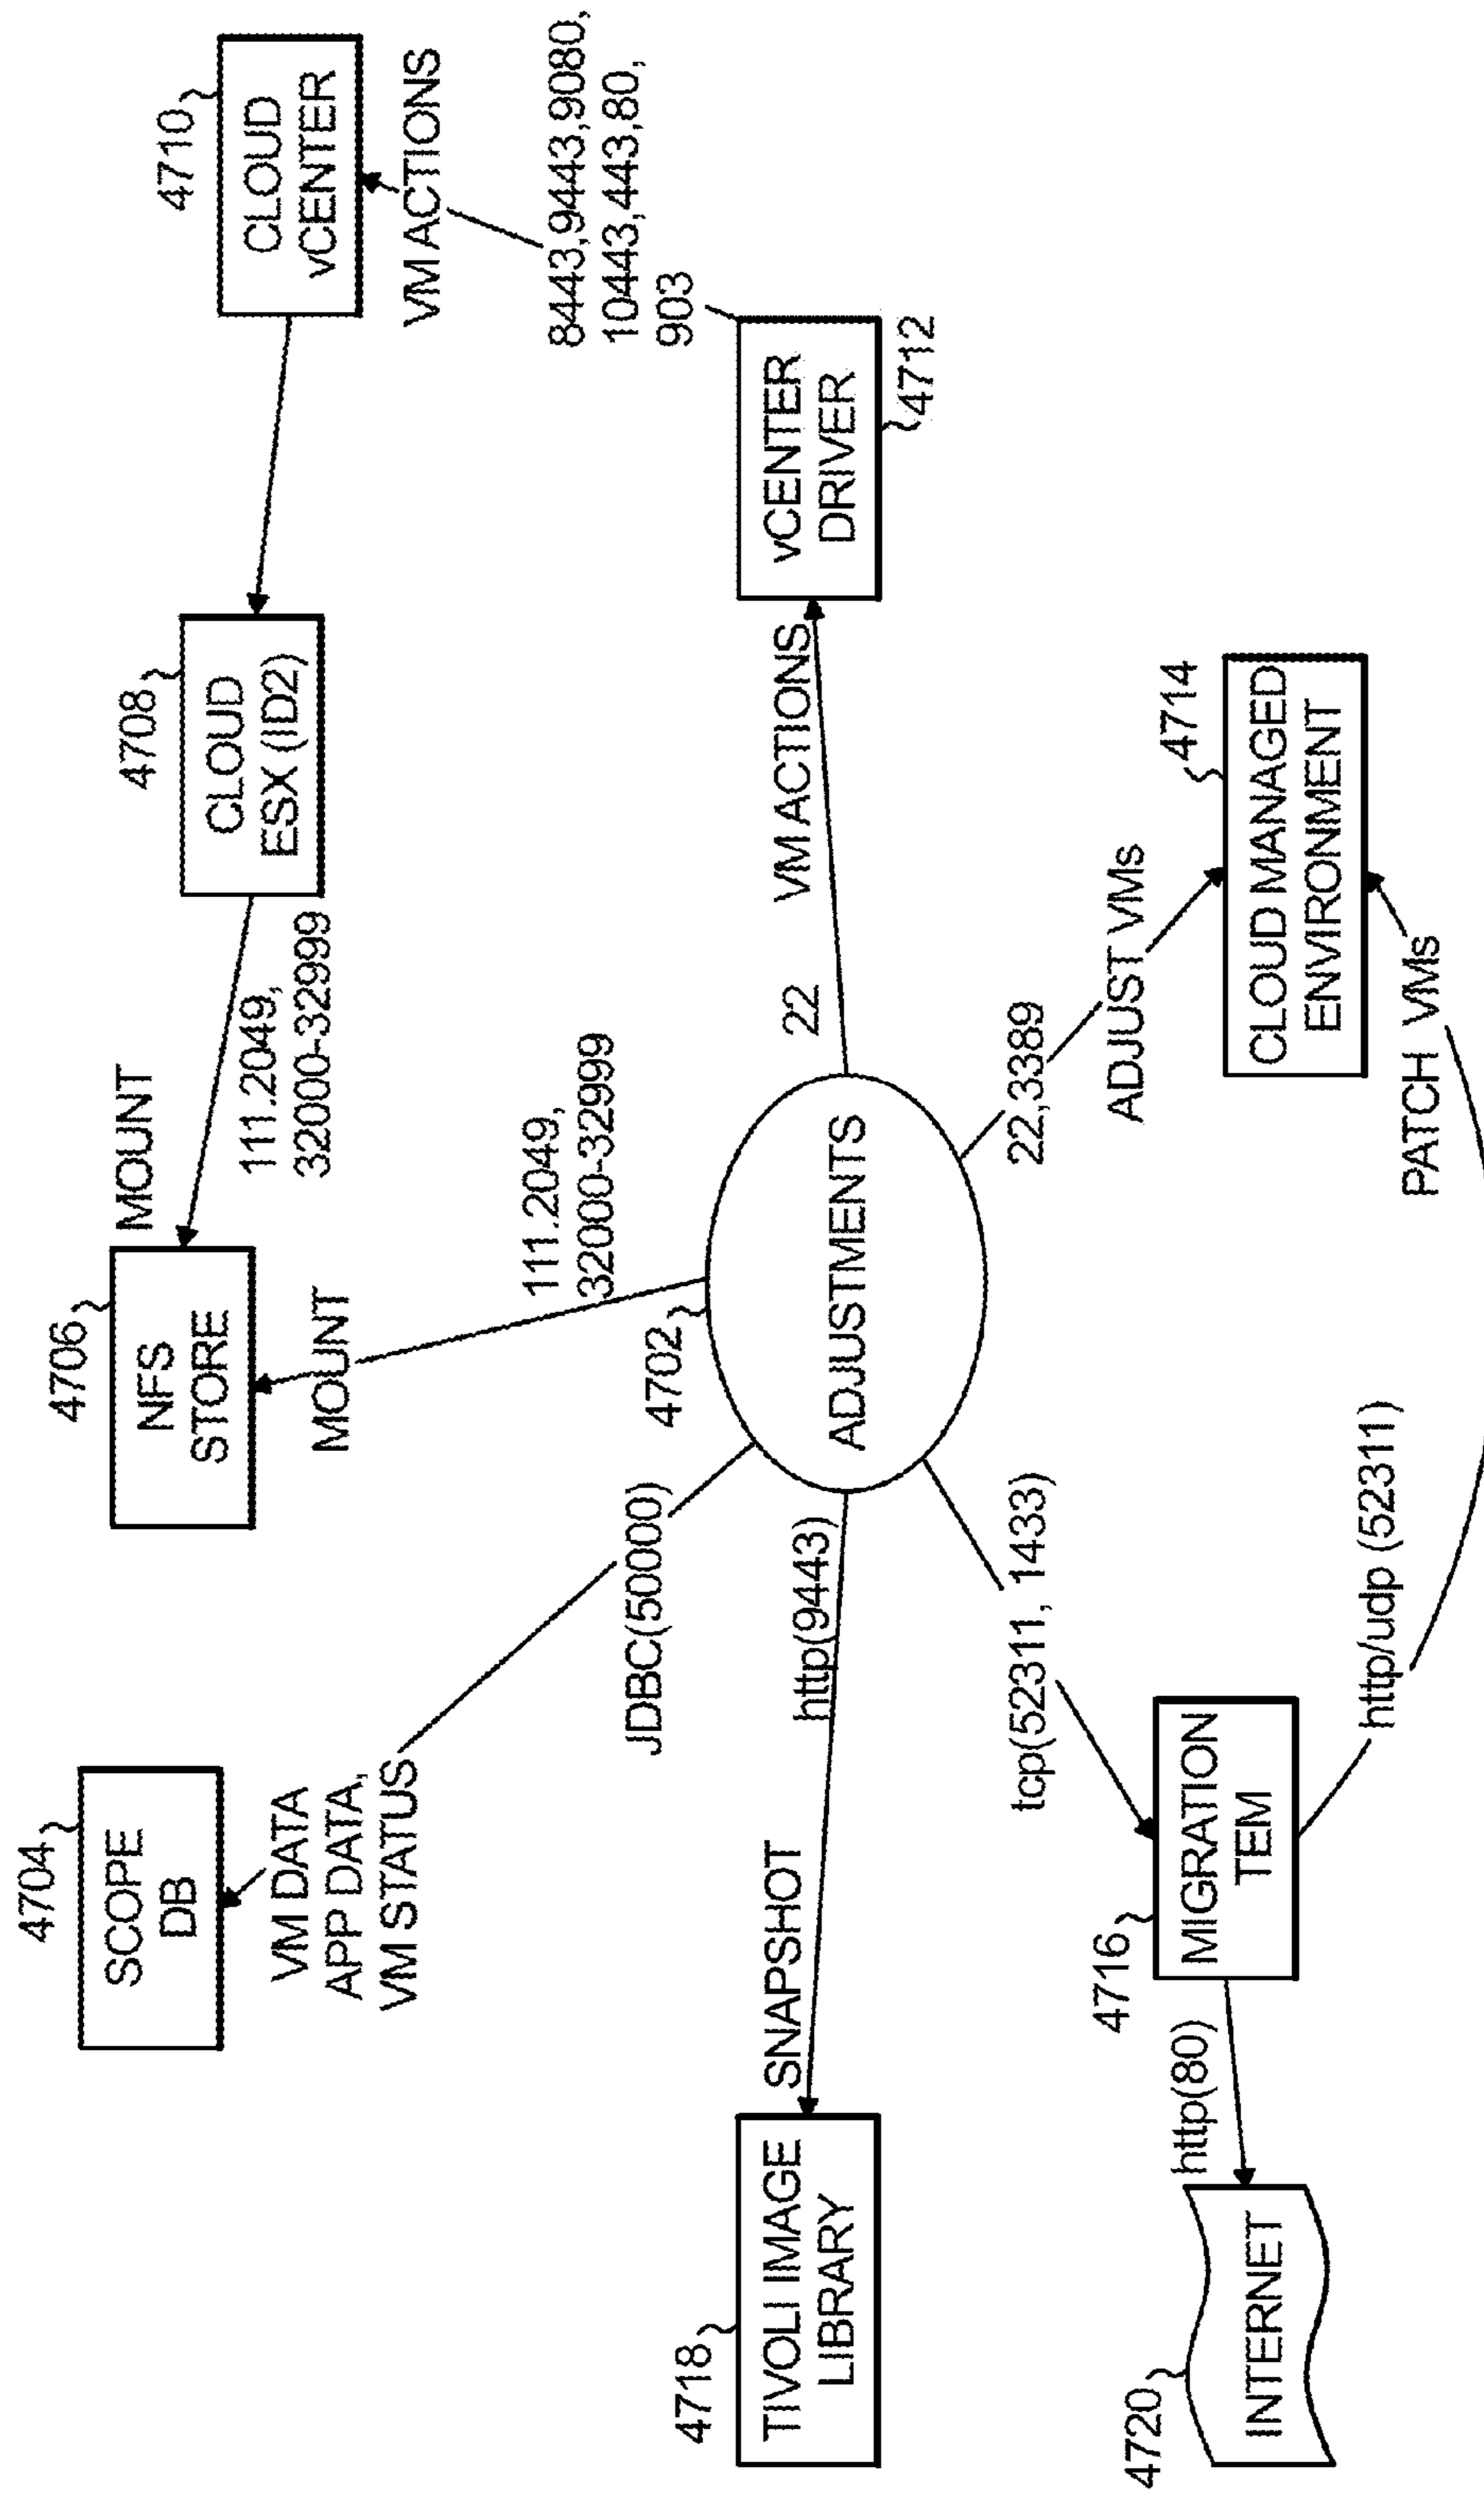 4704
SCOPE
DB
VM DATA
APP DATA,
VM STATUS
JDBC(5000)
4706
NFS
STORE
MOUNT
MOUNT
111.2049,
32000-32999
111.2049,
32000-32999
4708
CLOUD
ESX (ID2)
4710
CLOUD
vCENTER
VM ACTIONS
8443,9443,9080,
10443,443,80,
903
4718
TIVOLI IMAGE
LIBRARY
SNAPSHOT
http(9443)
4702
ADJUSTMENTS
22
VM ACTIONS
vCENTER
DRIVER
4712
4720
INTERNET
http(80)
4716
MIGRATION
TEM
tcp(52311, 1433)
http/udp (52311)
22,3389
ADJUST VMs
4714
CLOUD MANAGED
ENVIRONMENT
PATCH VMs